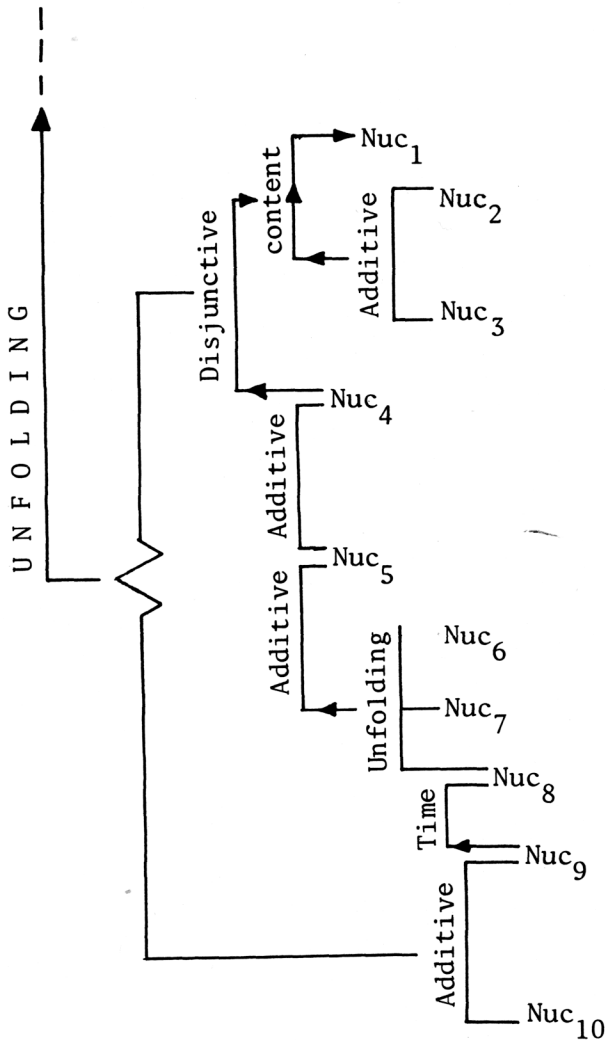 UNFOLDING
Disjunctive
content
Nuc1
Additive
Nuc2
Nuc3
Nuc4
Additive
Nuc5
Additive
Unfolding
Nuc6
Nuc7
Nuc8
Time
Nuc9
Additive
Nuc10